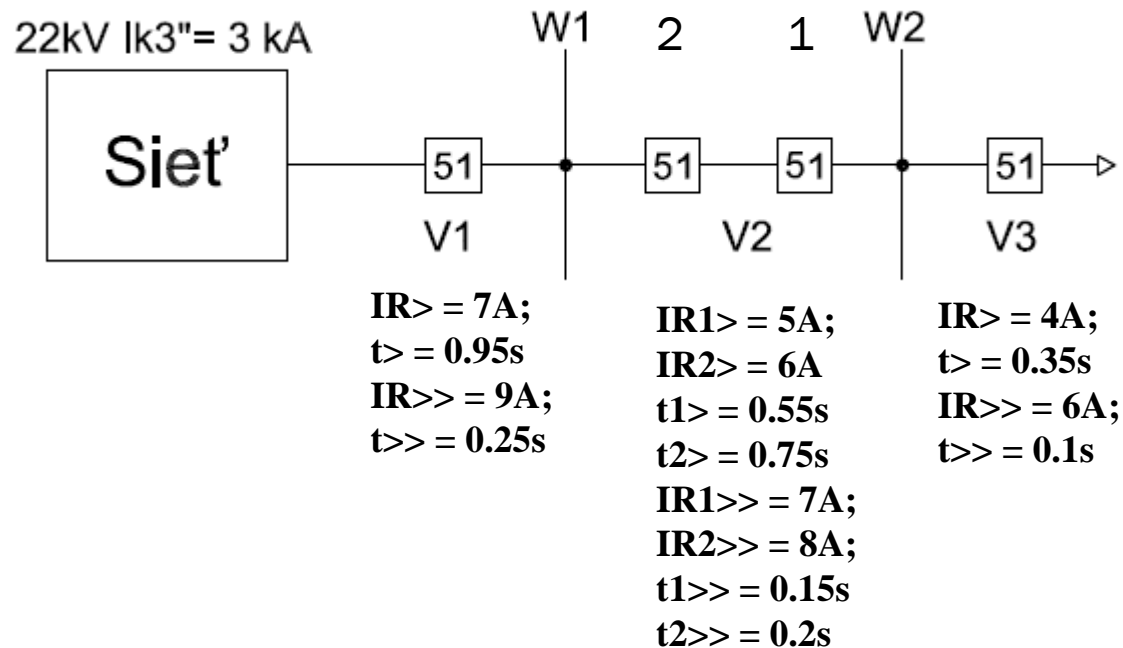 22kV Ik3"= 3 kA
W1
2
1
W2
Sieť
51
51
51
51
V1
V2
V3
IR> = 7A;
t> = 0.95s
IR>> = 9A;
t>> = 0.25s
IR1> = 5A;
IR2> = 6A
t1> = 0.55s
t2> = 0.75s
IR1>> = 7A;
IR2>> = 8A;
t1>> = 0.15s
t2>> = 0.2s
IR> = 4A;
t> = 0.35s
IR>> = 6A;
t>> = 0.1s